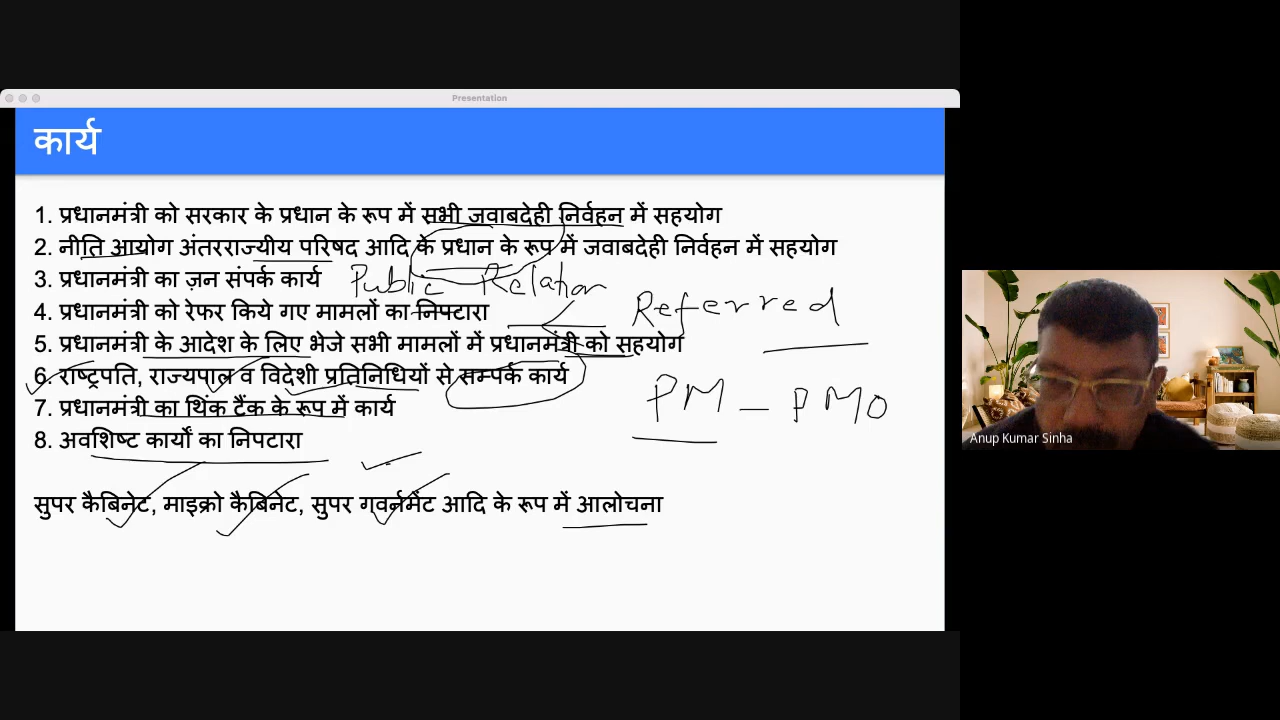 Presentation
कार्य
1. प्रधानमंत्री को सरकार के प्रधान के रूप में सभी जवाबदेही निर्वहन में सहयोग
2. नीति आयोग अंतरराज्यीय परिषद आदि के प्रधान के रूप में जवाबदेही निर्वहन में सहयोग
3. प्रधानमंत्री का ज़न संपर्क कार्य Public Relation
4. प्रधानमंत्री को रेफर किये गए मामलों का निपटारा Referred
5. प्रधानमंत्री के आदेश के लिए भेजे सभी मामलों में प्रधानमंत्री को सहयोग
6. राष्ट्रपति, राज्यपाल व विदेशी प्रतिनिधियों से सम्पर्क कार्य
7. प्रधानमंत्री का थिंक टैंक के रूप में कार्य PM - PMO
8. अवशिष्ट कार्यों का निपटारा
सुपर कैबिनेट, माइक्रो कैबिनेट, सुपर गवर्नमेंट आदि के रूप में आलोचना
Anup Kumar Sinha